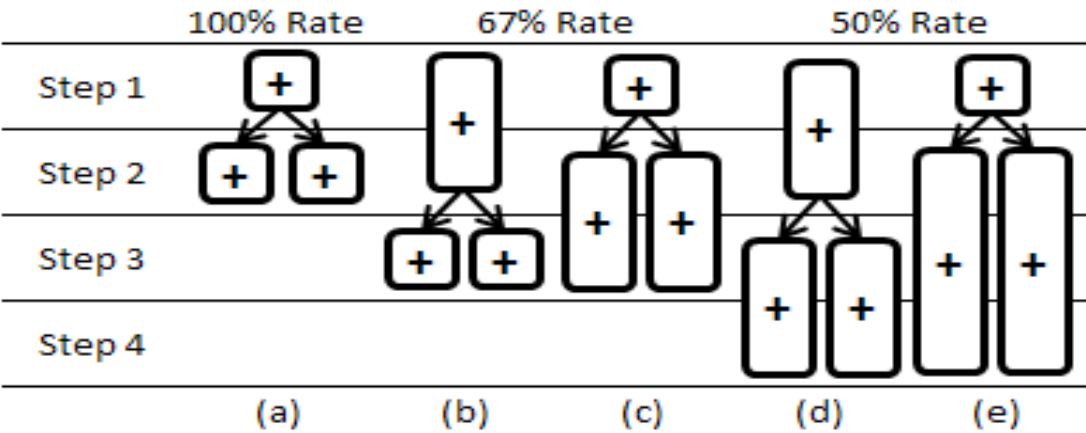 100% Rate 67% Rate 50% Rate
Step 1 + + + + +
Step 2 + + + +
Step 3 + + + +
Step 4 + +
(a) (b) (c) (d) (e)